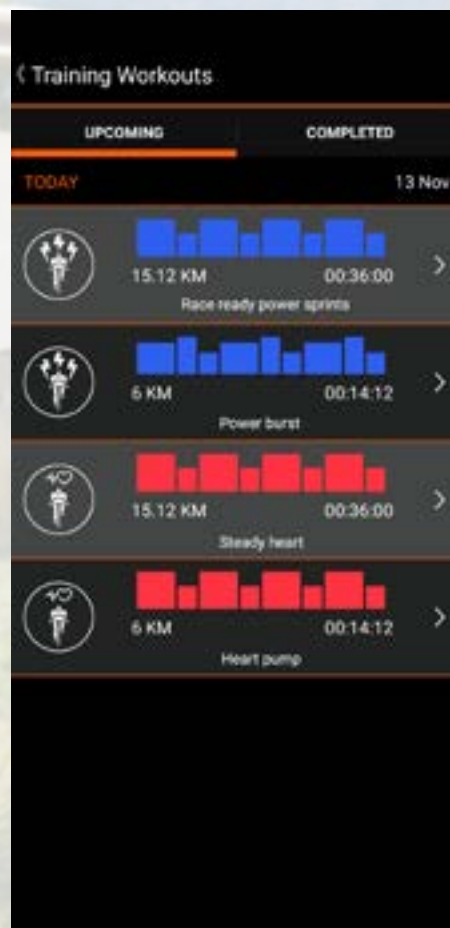 Training Workouts
UPCOMING COMPLETED
TODAY 13 Nov
15.12 KM 00:36:00
Race ready power sprints
6 KM 00:14:12
Power burst
15.12 KM 00:36:00
Steady heart
6 KM 00:14:12
Heart pump